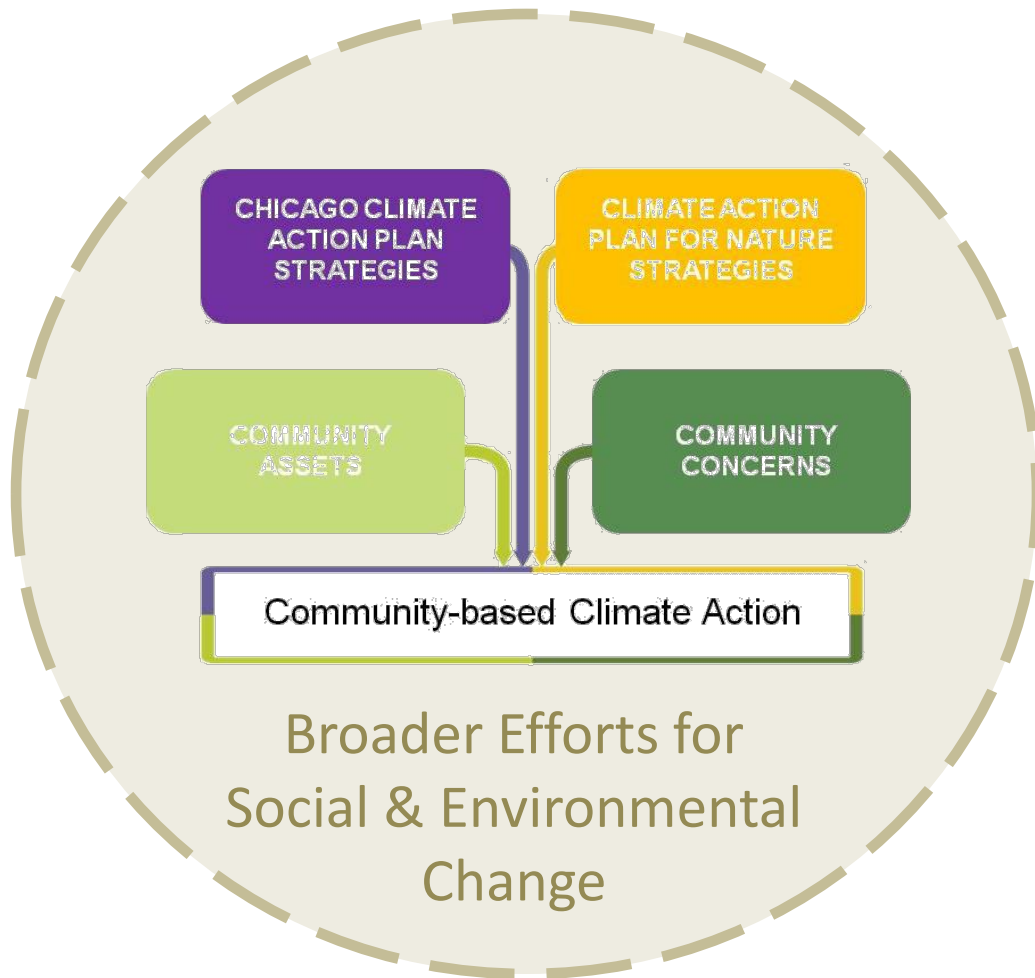 CHICAGO CLIMATE
ACTION PLAN
STRATEGIES
CLIMATE ACTION
PLAN FOR NATURE
STRATEGIES
COMMUNITY
ASSETS
COMMUNITY
CONCERNS
Community-based Climate Action
Broader Efforts for
Social & Environmental
Change